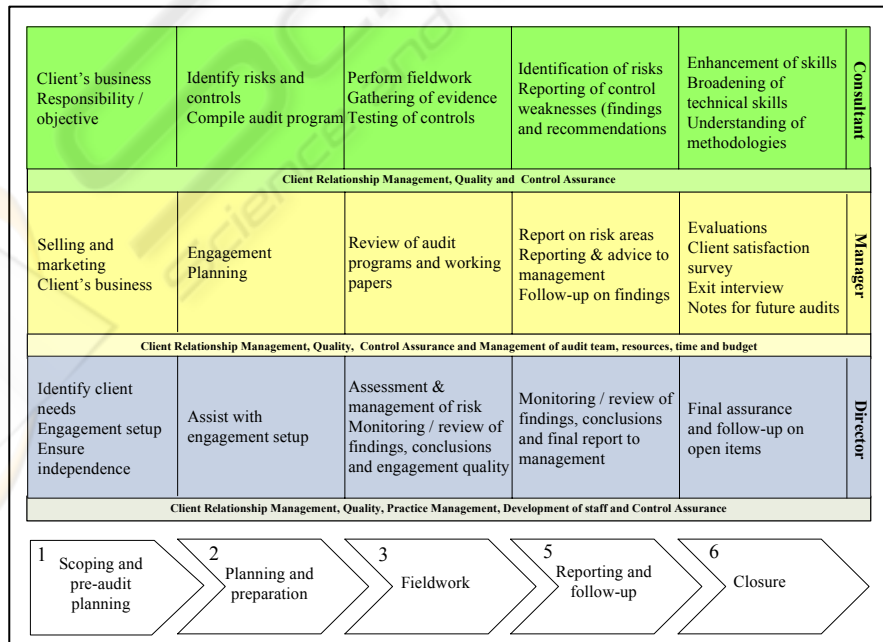 Client's business
Responsibility /
objective
Identify risks and
controls
Compile audit program
Perform fieldwork
Gathering of evidence
Testing of controls
Identification of risks
Reporting of control
weaknesses (findings
and recommendations
Enhancement of skills
Broadening of
technical skills
Understanding of
methodologies
Consultant
Client Relationship Management, Quality and Control Assurance
Selling and
marketing
Client's business
Engagement
Planning
Review of audit
programs and working
papers
Report on risk areas
Reporting & advice to
management
Follow-up on findings
Evaluations
Client satisfaction
survey
Exit interview
Notes for future audits
Manager
Client Relationship Management, Quality, Control Assurance and Management of audit team, resources, time and budget
Identify client
needs
Engagement setup
Ensure
independence
Assist with
engagement setup
Assessment &
management of risk
Monitoring / review of
findings, conclusions
and engagement quality
Monitoring / review of
findings, conclusions
and final report to
management
Final assurance
and follow-up on
open items
Director
Client Relationship Management, Quality, Practice Management, Development of staff and Control Assurance
1
Scoping and
pre-audit
planning
2
Planning and
preparation
3
Fieldwork
5
Reporting and
follow-up
6
Closure